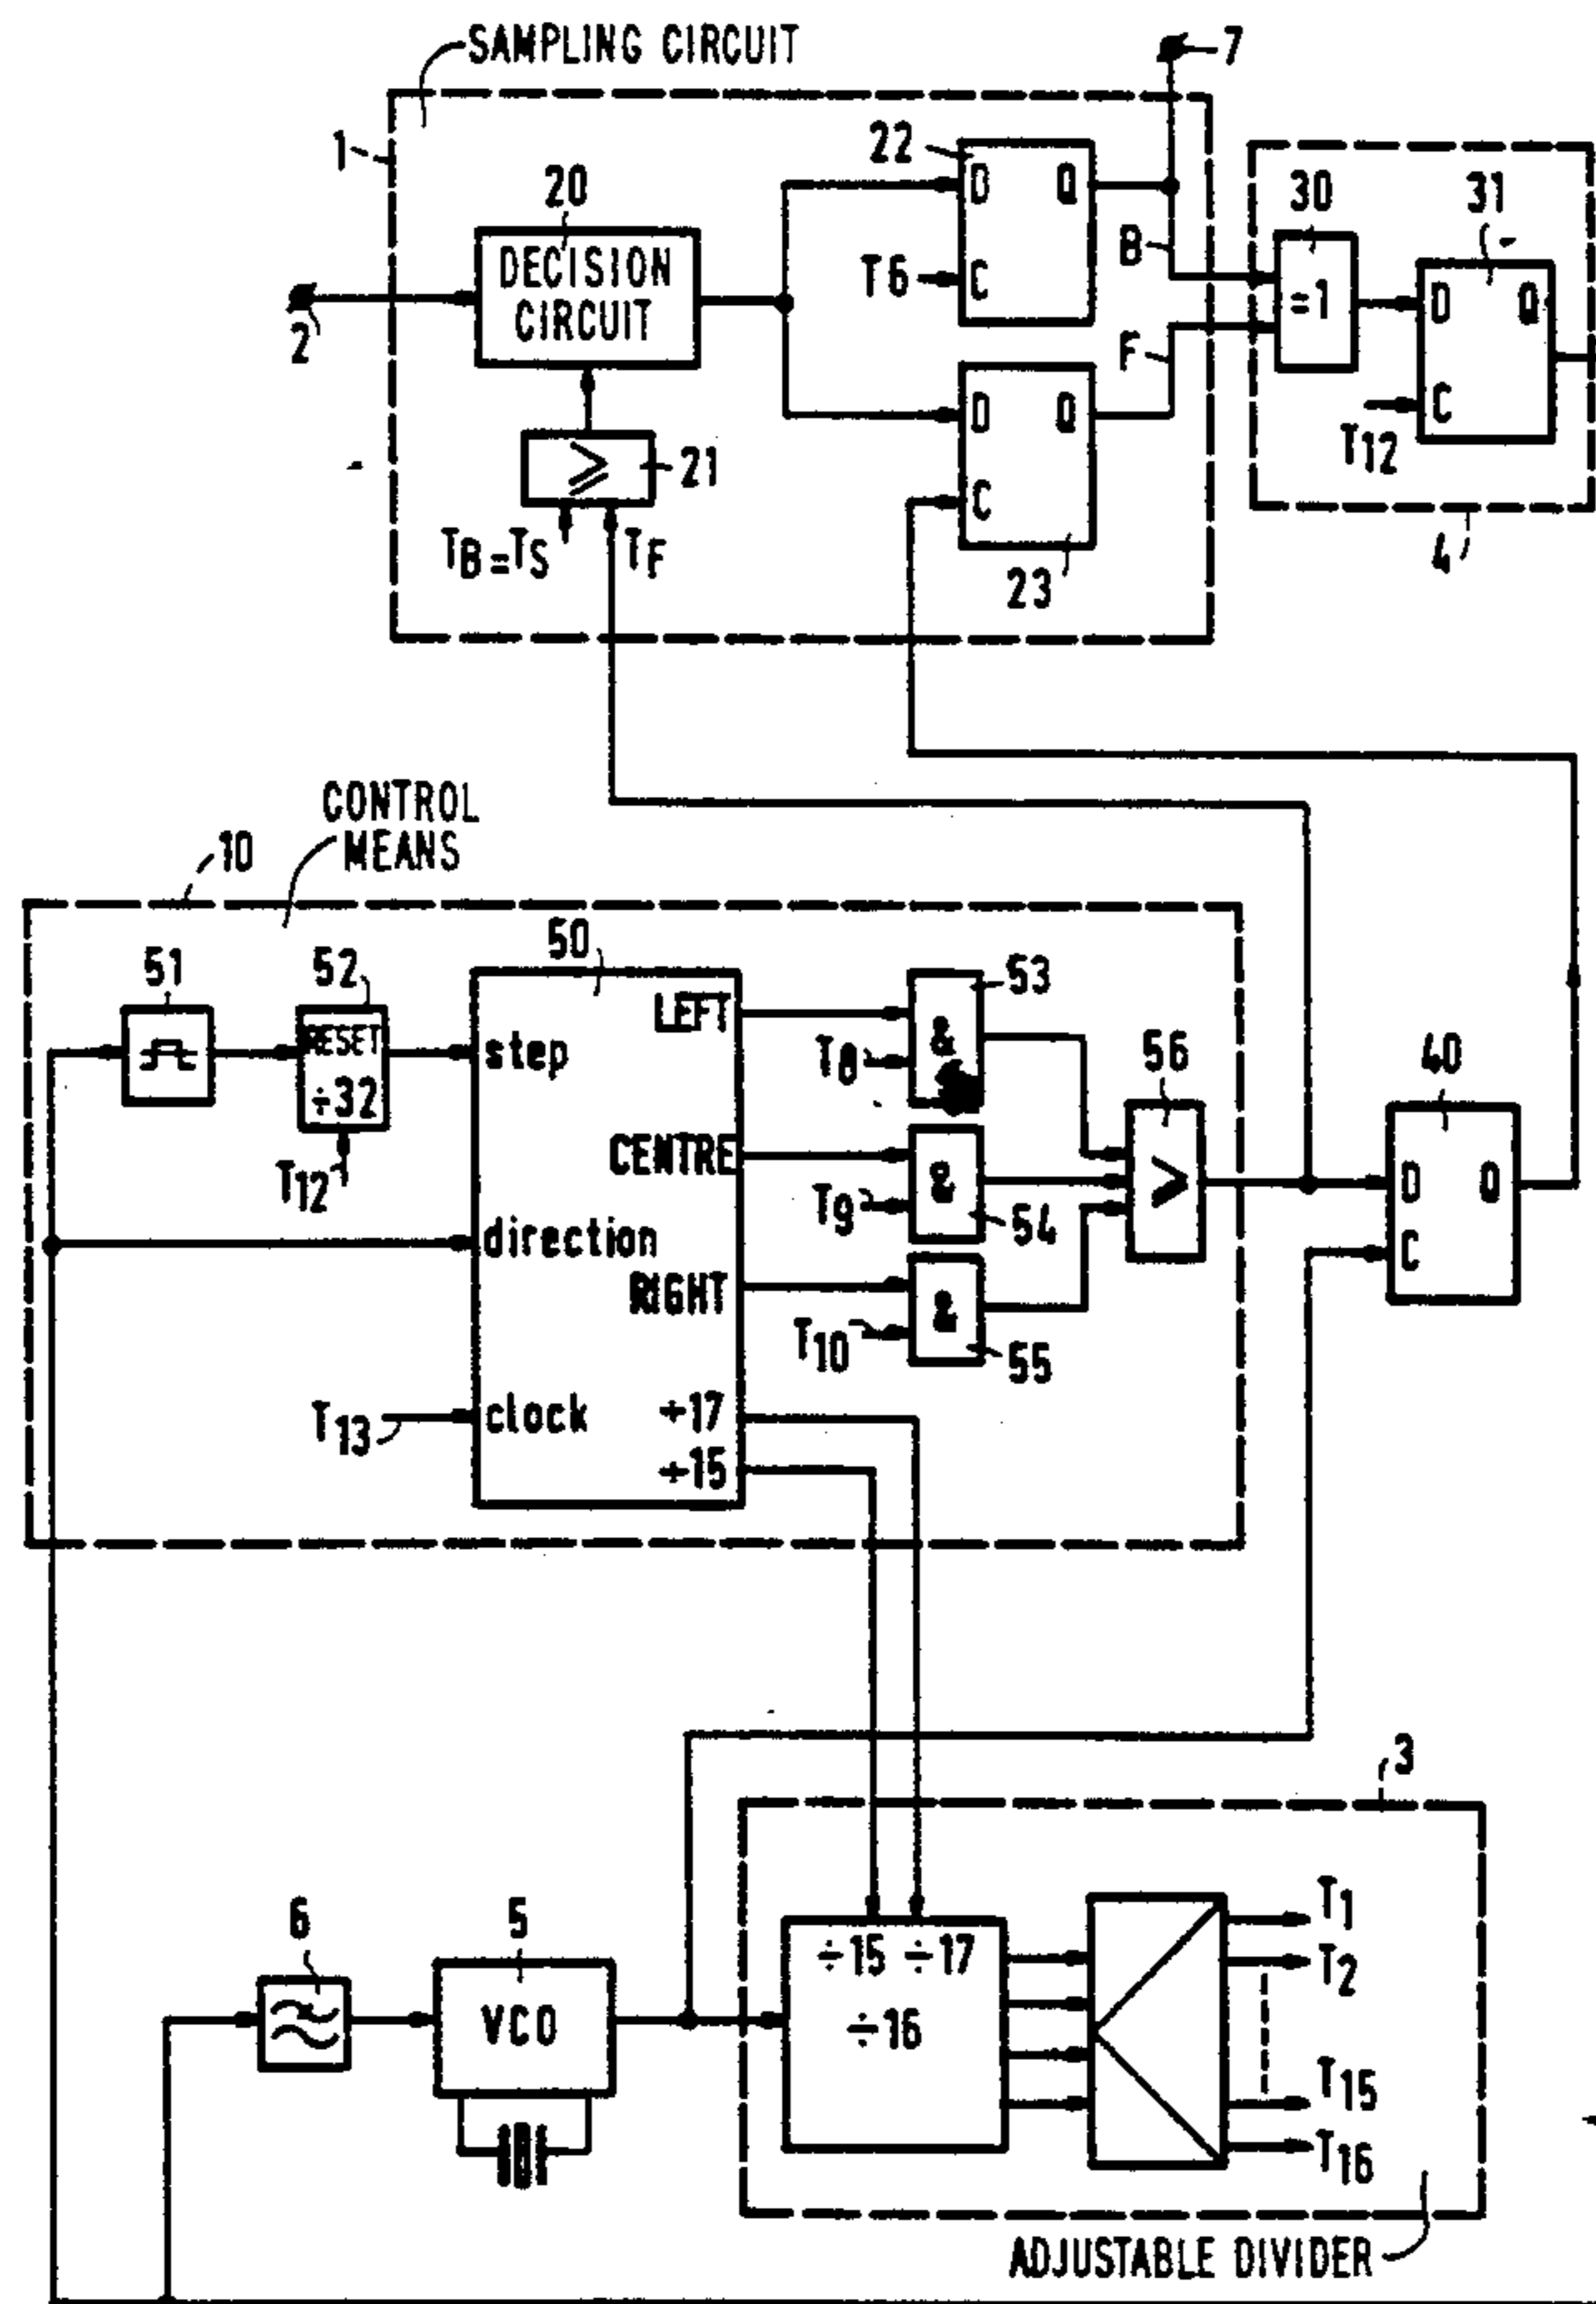 SAMPLING CIRCUIT
7
1
22
20
D Q
30
31
DECISION
CIRCUIT
B
T6
C
=1
D Q
2
F
D Q
C
T12
≥
21
C
TB=TS
TF
23
4
CONTROL
MEANS
10
50
51
52
LEFT
53
RESET
step
&
T8
÷32
56
40
CENTRE
T12
&
T9
≥
D Q
54
direction
C
RIGHT
&
T10
55
T13
clock
÷17
÷15
3
6
5
T1
÷15 ÷17
T2
VCO
÷16
T15
T16
ADJUSTABLE DIVIDER